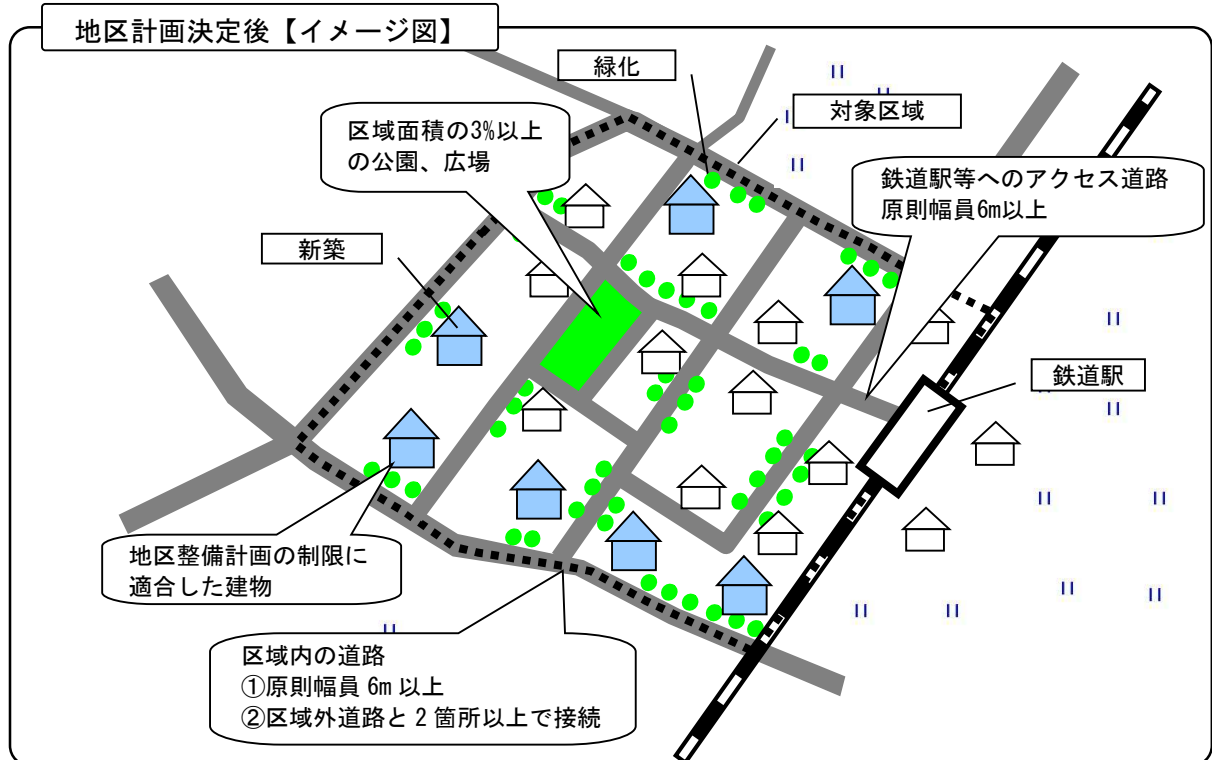 地区計画決定後【イメージ図】
緑化
対象区域
区域面積の3%以上
の公園、広場
鉄道駅等へのアクセス道路
原則幅員6m以上
新築
鉄道駅
地区整備計画の制限に
適合した建物
区域内の道路
①原則幅員 6m 以上
②区域外道路と 2 箇所以上で接続